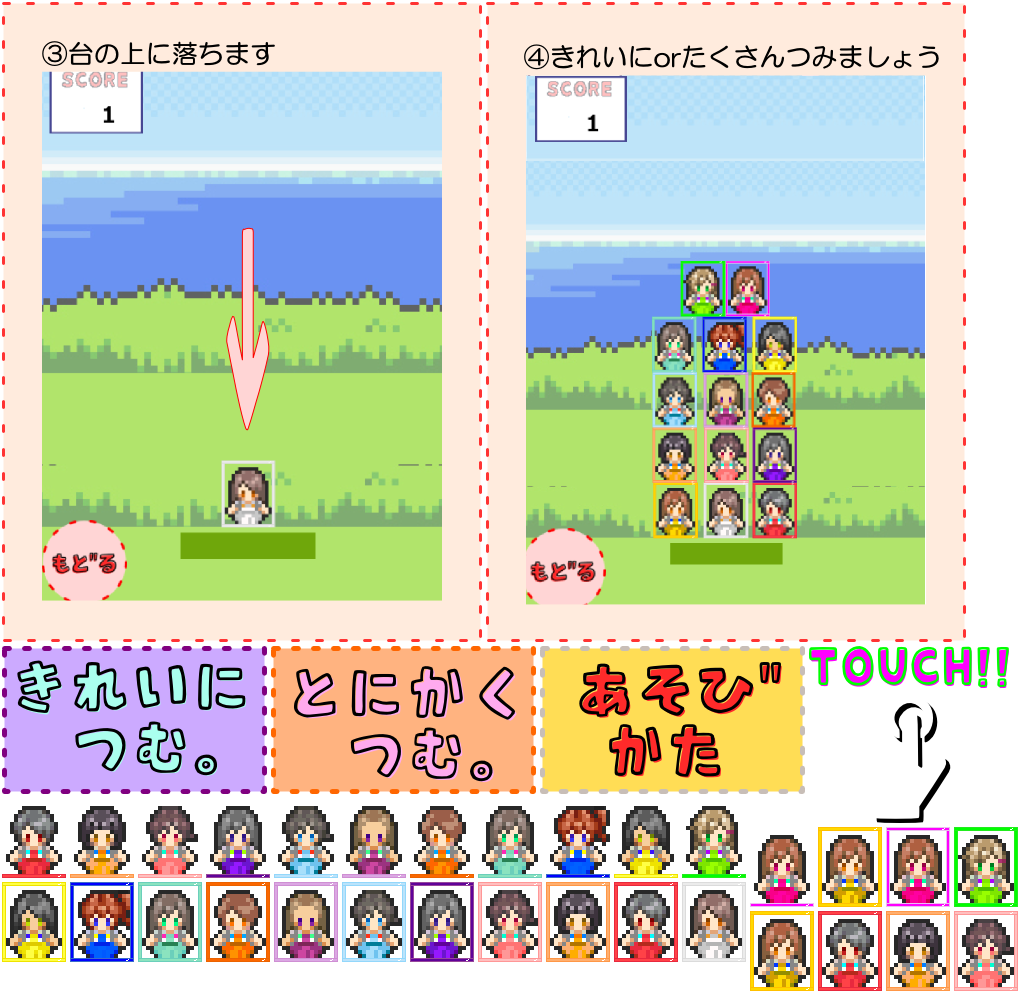 ③台の上に落ちます
SCORE
1
もど"る
④きれいにorたくさんつみましょう
SCORE
1
もど"る
きれいに
つむ。
とにかく
つむ。
あそび"
かた
TOUCH!!